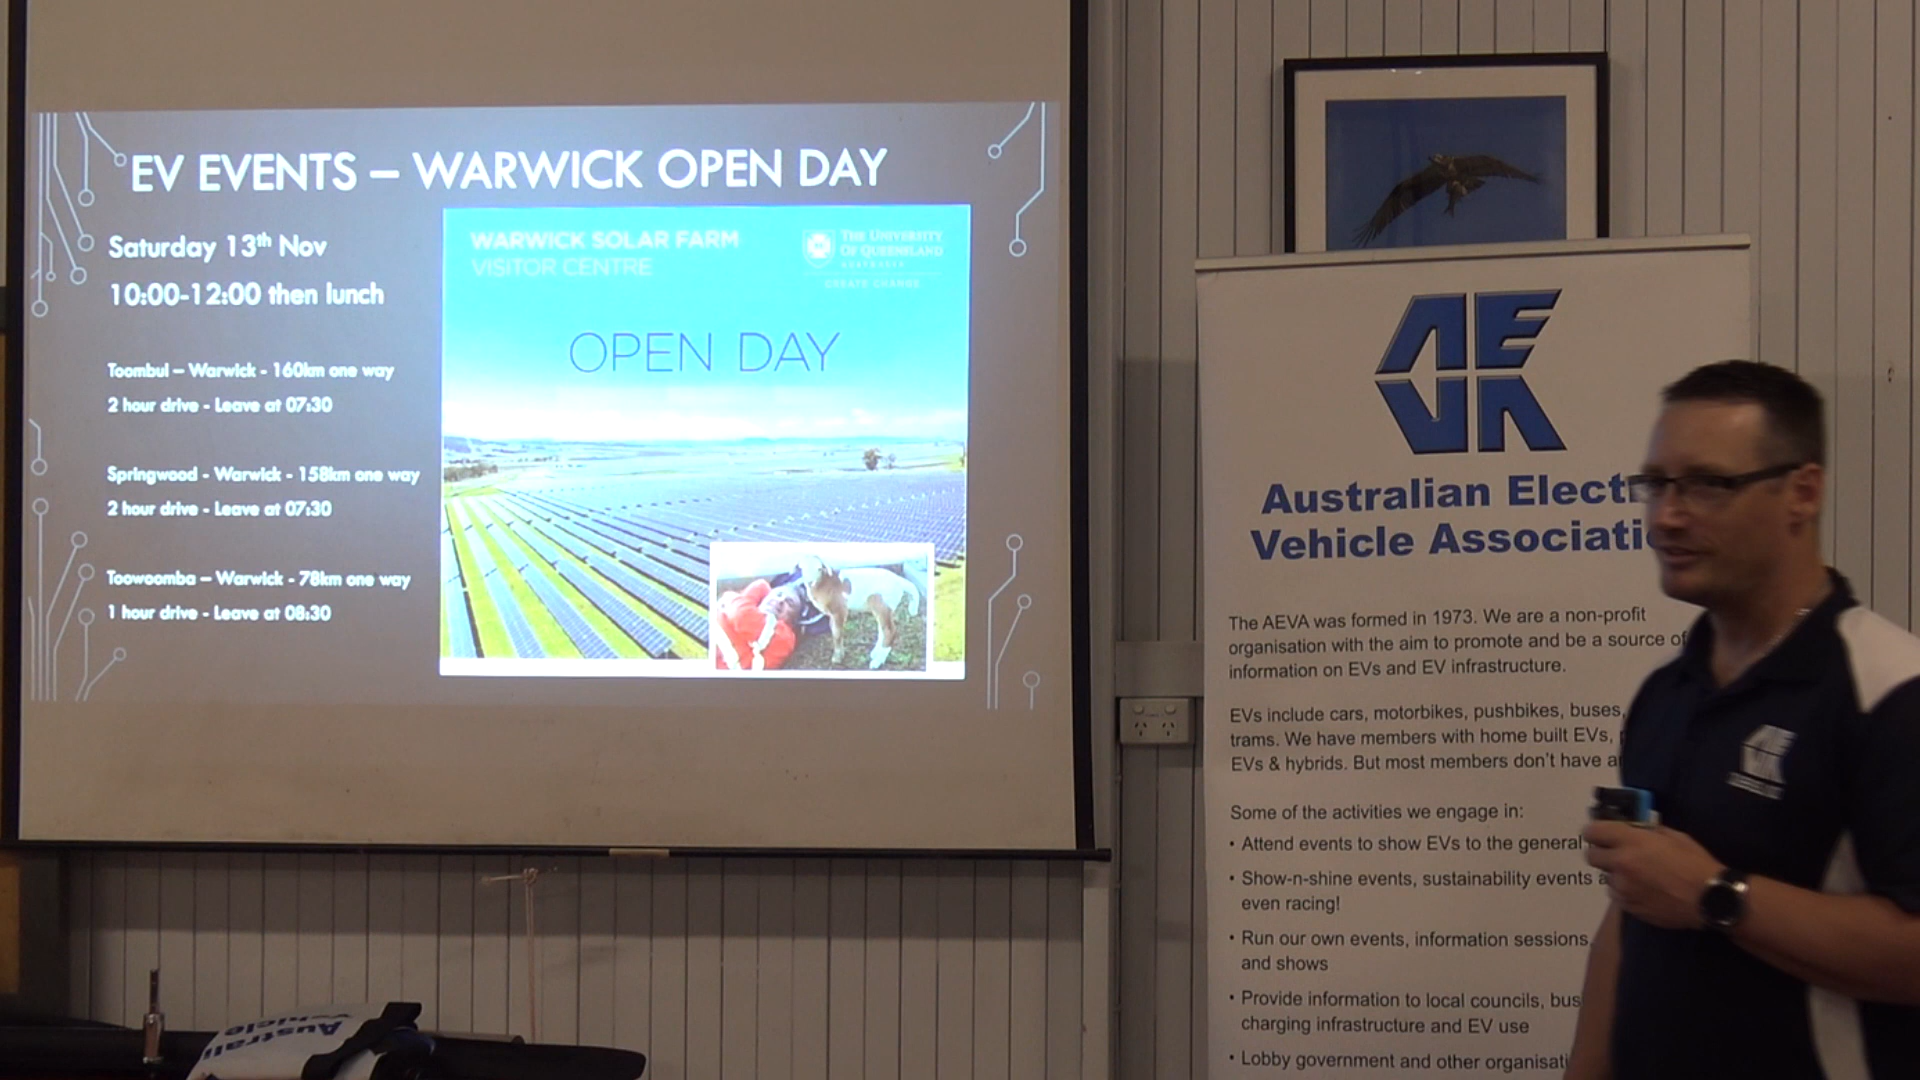 EV EVENTS – WARWICK OPEN DAY
Saturday 13th Nov
10:00-12:00 then lunch
Toombul – Warwick - 160km one way
2 hour drive - Leave at 07:30
Springwood - Warwick - 158km one way
2 hour drive - Leave at 07:30
Toowoomba – Warwick - 78km one way
1 hour drive - Leave at 08:30
WARWICK SOLAR FARM
VISITOR CENTRE
THE UNIVERSITY
OF QUEENSLAND
AUSTRALIA
CREATE CHANGE
OPEN DAY
AEVA
Australian Elect
Vehicle Associati
The AEVA was formed in 1973. We are a non-profit
organisation with the aim to promote and be a source of
information on EVs and EV infrastructure.
EVs include cars, motorbikes, pushbikes, buses,
trams. We have members with home built EVs,
EVs & hybrids. But most members don't have a
Some of the activities we engage in:
• Attend events to show EVs to the general
• Show-n-shine events, sustainability events a
even racing!
• Run our own events, information sessions,
and shows
• Provide information to local councils, bus
charging infrastructure and EV use
• Lobby government and other organisati
AEVA
Australi
Vehicle